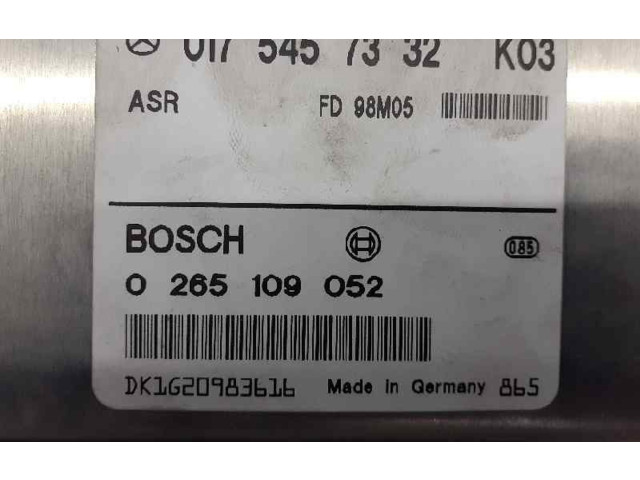 017 545 73 32 K03
ASR FD 98M05
BOSCH 085
0 265 109 052
DK1G20983616 Made in Germany 865